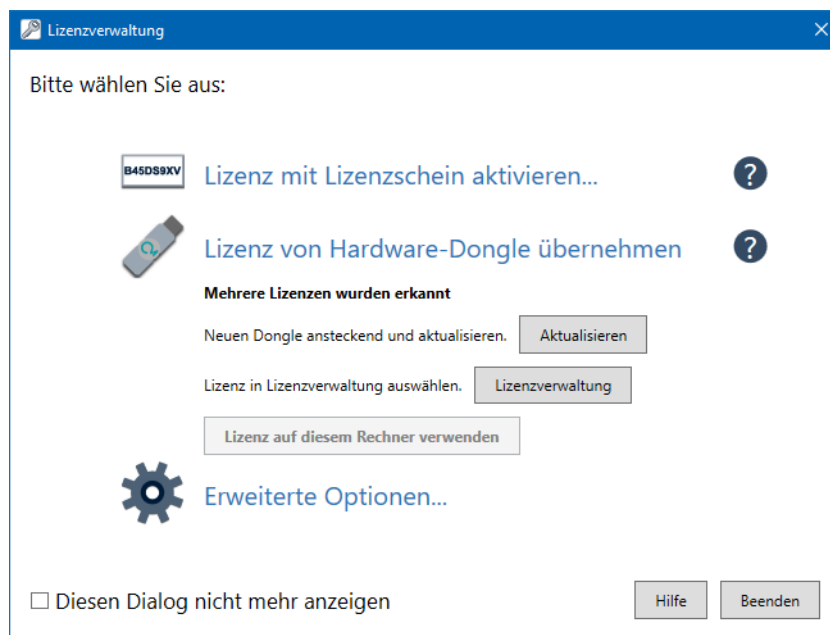 Lizenzverwaltung
Bitte wählen Sie aus:
B45DS9XV
Lizenz mit Lizenzschein aktivieren...
?
Lizenz von Hardware-Dongle übernehmen
?
Mehrere Lizenzen wurden erkannt
Neuen Dongle ansteckend und aktualisieren. Aktualisieren
Lizenz in Lizenzverwaltung auswählen. Lizenzverwaltung
Lizenz auf diesem Rechner verwenden
Erweiterte Optionen...
Diesen Dialog nicht mehr anzeigen
Hilfe
Beenden